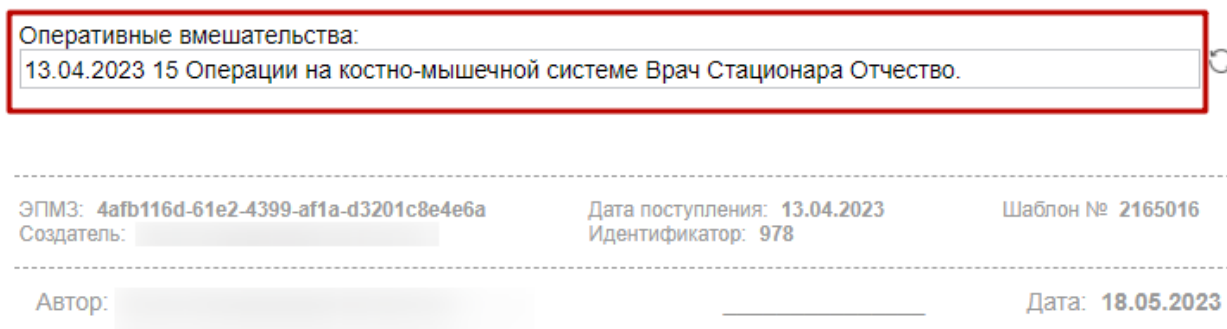 Оперативные вмешательства:
13.04.2023 15 Операции на костно-мышечной системе Врач Стационара Отчество.
ЭПМЗ: 4afb116d-61e2-4399-af1a-d3201c8e4e6a Дата поступления: 13.04.2023 Шаблон № 2165016
Создатель: Идентификатор: 978
Автор: Дата: 18.05.2023